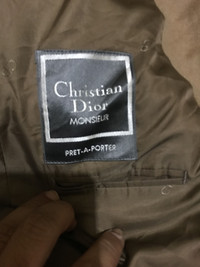 Christian
Dior
MONSIEUR
PRET-A-PORTER